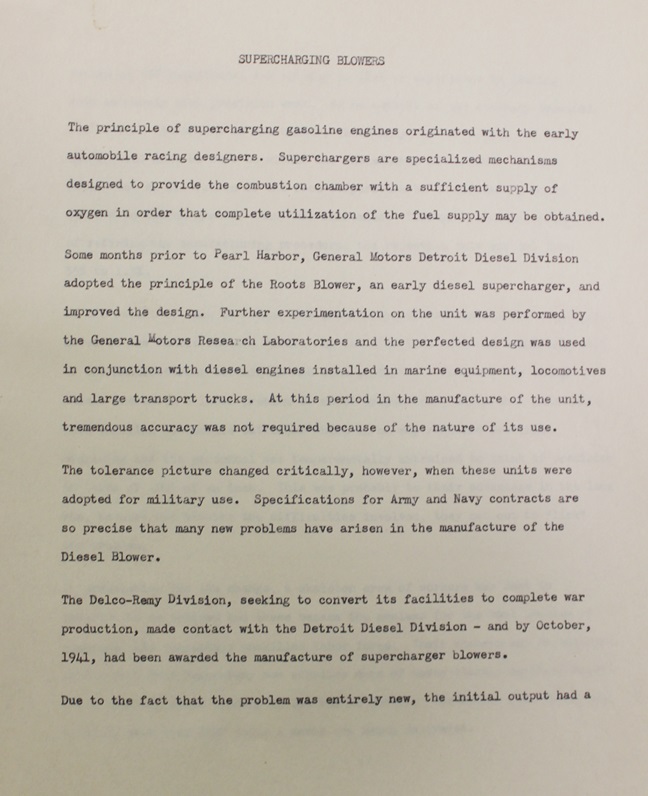 SUPERCHARGING BLOWERS
The principle of supercharging gasoline engines originated with the early
automobile racing designers. Superchargers are specialized mechanisms
designed to provide the combustion chamber with a sufficient supply of
oxygen in order that complete utilization of the fuel supply may be obtained.
Some months prior to Pearl Harbor, General Motors Detroit Diesel Division
adopted the principle of the Roots Blower, an early diesel supercharger, and
improved the design. Further experimentation on the unit was performed by
the General Motors Research Laboratories and the perfected design was used
in conjunction with diesel engines installed in marine equipment, locomotives
and large transport trucks. At this period in the manufacture of the unit,
tremendous accuracy was not required because of the nature of its use.
The tolerance picture changed critically, however, when these units were
adopted for military use. Specifications for Army and Navy contracts are
so precise that many new problems have arisen in the manufacture of the
Diesel Blower.
The Delco-Remy Division, seeking to convert its facilities to complete war
production, made contact with the Detroit Diesel Division - and by October,
1941, had been awarded the manufacture of supercharger blowers.
Due to the fact that the problem was entirely new, the initial output had a